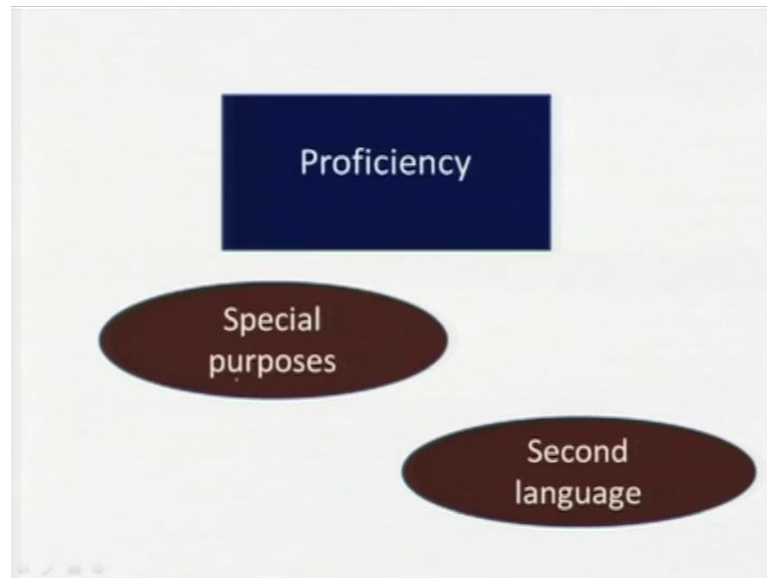 Proficiency
Special
purposes
Second
language